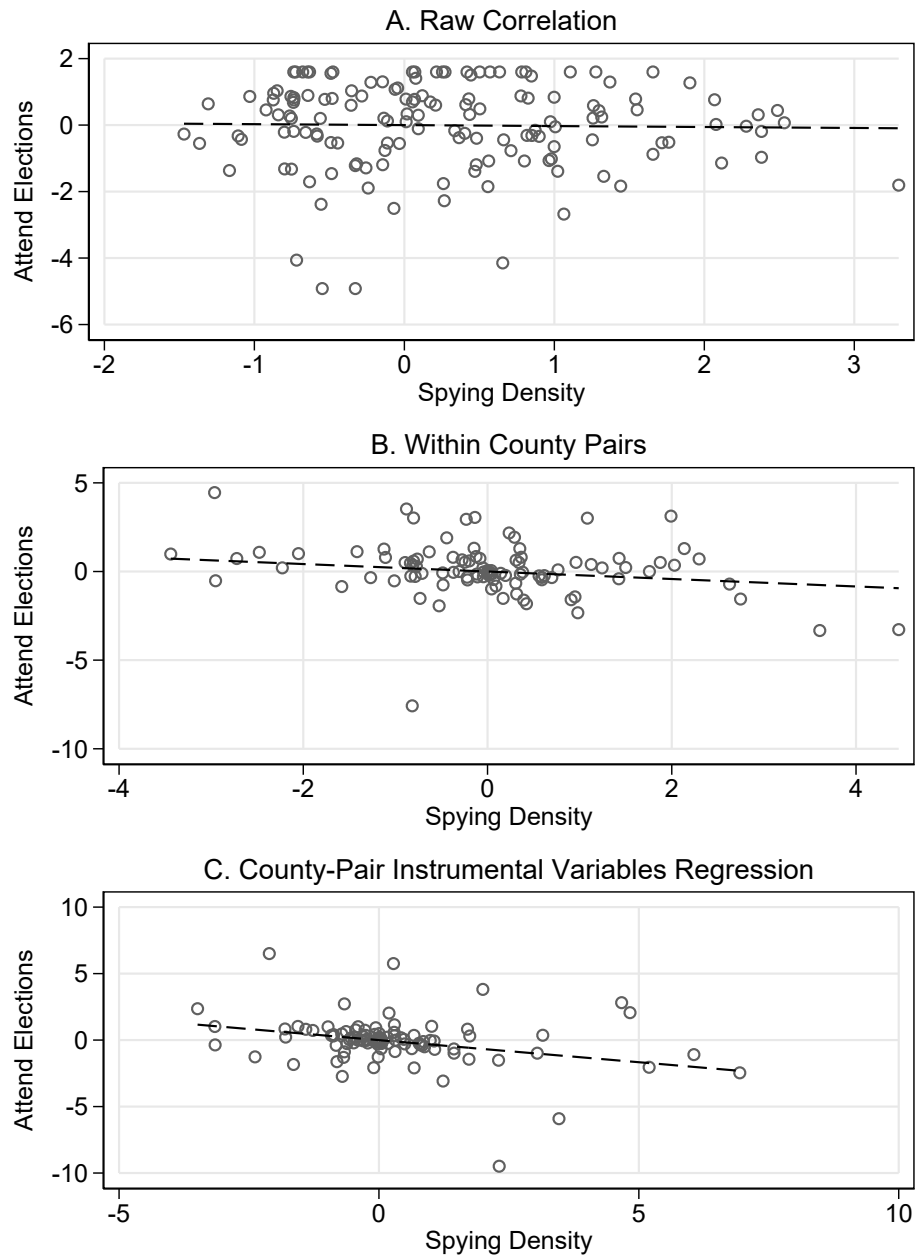 A. Raw Correlation
2
0
-2
-4
-6
Attend Elections
-2 -1 0 1 2 3
Spying Density
B. Within County Pairs
5
0
-5
-10
Attend Elections
-4 -2 0 2 4
Spying Density
C. County-Pair Instrumental Variables Regression
10
5
0
-5
-10
Attend Elections
-5 0 5 10
Spying Density